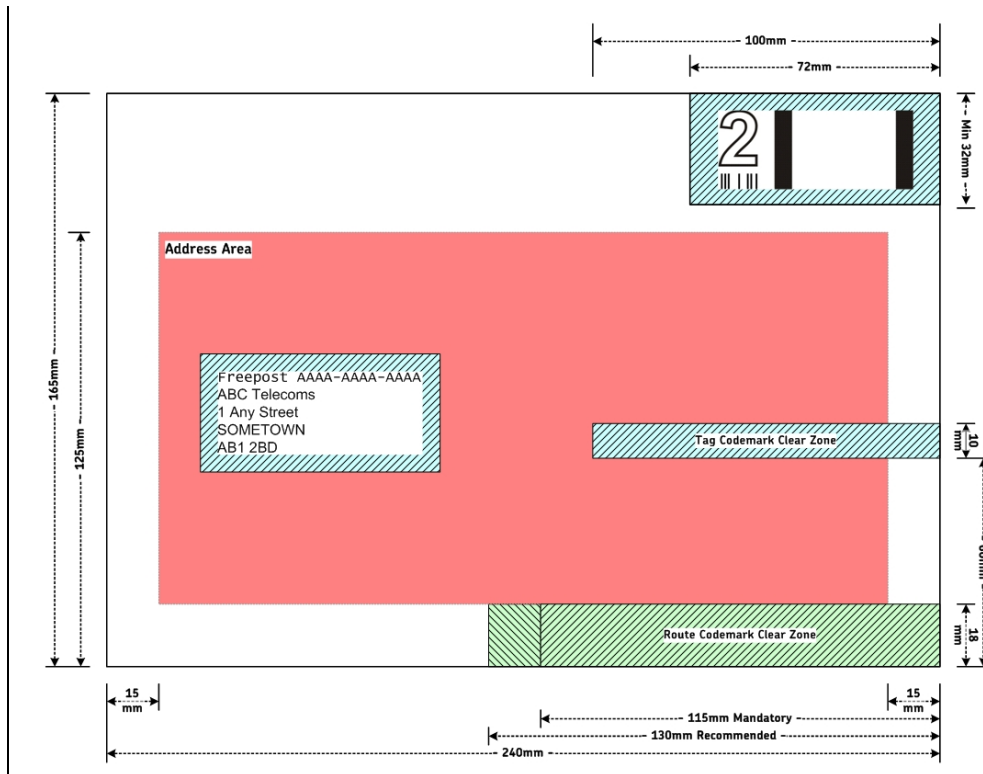 100mm
72mm
Min 32mm
2
Address Area
165mm
125mm
Freepost AAAA-AAAA-AAAA
ABC Telecoms
1 Any Street
SOMETOWN
AB1 2BD
Tag Codemark Clear Zone
10
mm
Route Codemark Clear Zone
18
mm
15
mm
15
mm
115mm Mandatory
130mm Recommended
240mm